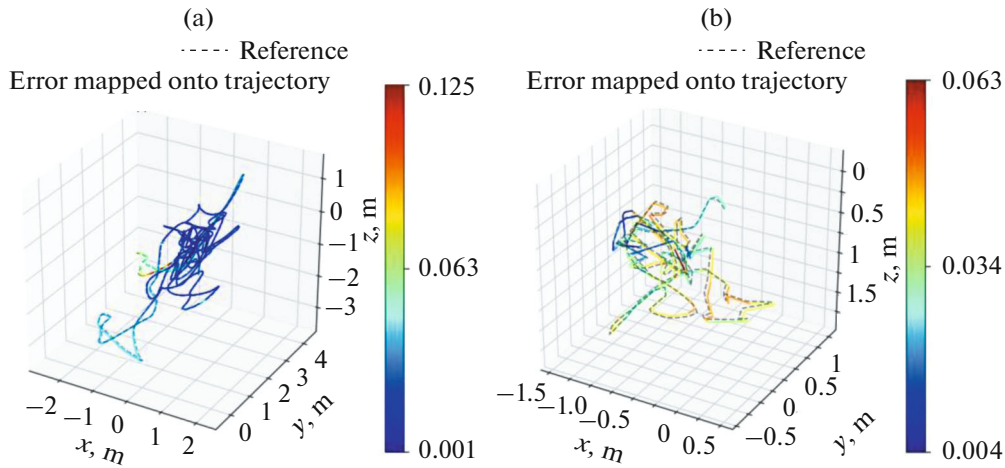 (a)
Reference
Error mapped onto trajectory
0.125
0.063
0.001
1
0
−1
−2
−3
z, m
−2
−1
0
1
2
x, m
0
1
2
3
4
y, m
(b)
Reference
Error mapped onto trajectory
0.063
0.034
0.004
0
0.5
0.5
1
1.5
z, m
−1.5
−1.0
−0.5
0
0.5
x, m
−0.5
0
0.5
1
y, m